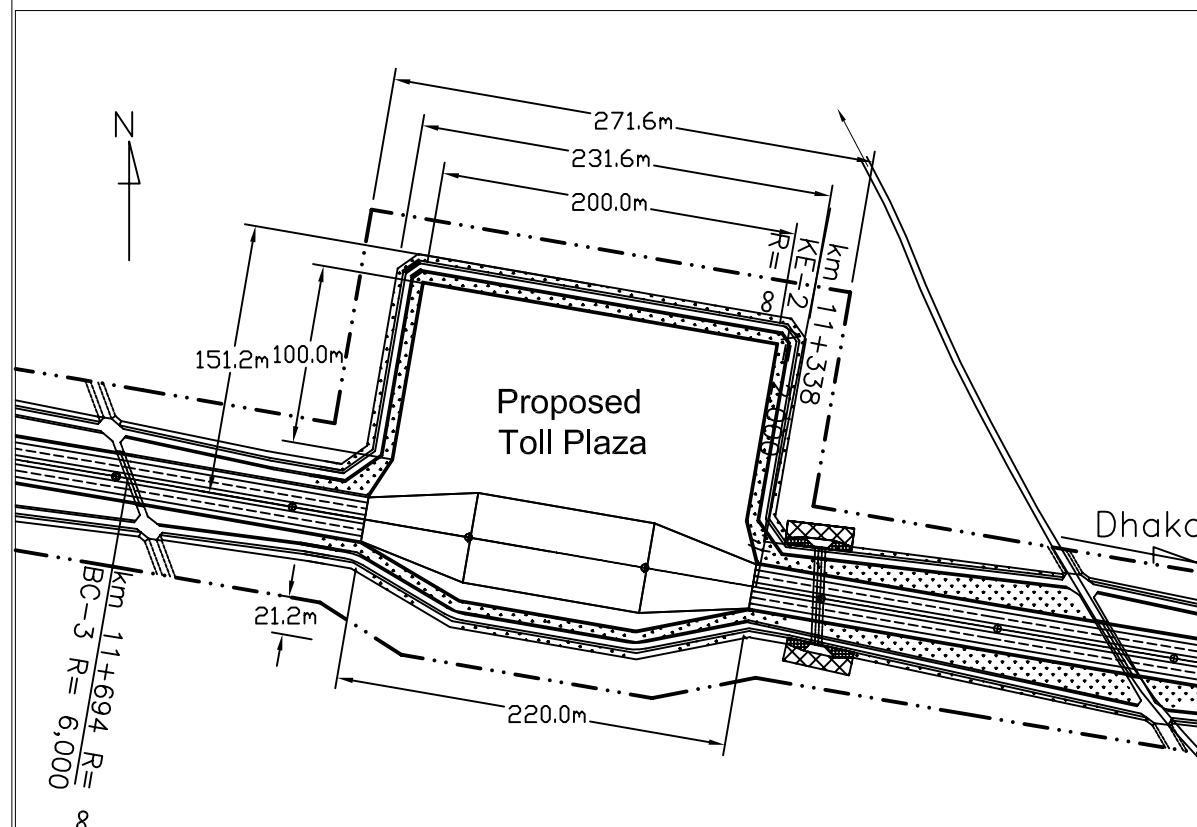 N
271.6m
231.6m
200.0m
km 11+338
KE-2
R= ∞
151.2m
100.0m
Proposed
Toll Plaza
Dhaka
21.2m
220.0m
km 11+694 R= ∞
BC-3 R= 6,000